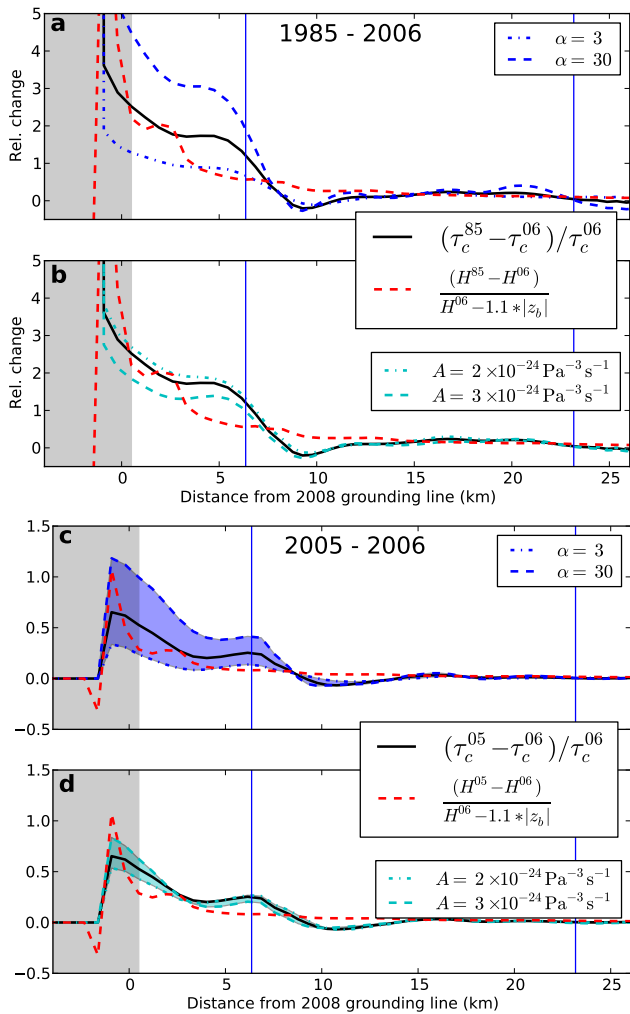 a
1985 - 2006
α = 3
α = 30
Rel. change
5
4
3
2
1
0
(τ_c^85 − τ_c^06)/τ_c^06
(H^85−H^06)
H^06−1.1∗|z_b|
b
Rel. change
5
4
3
2
1
0
A = 2×10^−24 Pa^−3 s^−1
A = 3×10^−24 Pa^−3 s^−1
0 5 10 15 20 25
Distance from 2008 grounding line (km)
c
2005 - 2006
α = 3
α = 30
1.5
1.0
0.5
0.0
−0.5
0 5 10 15 20
(τ_c^05 − τ_c^06)/τ_c^06
(H^05−H^06)
H^06−1.1∗|z_b|
d
1.5
1.0
0.5
0.0
−0.5
A = 2×10^−24 Pa^−3 s^−1
A = 3×10^−24 Pa^−3 s^−1
0 5 10 15 20
Distance from 2008 grounding line (km)